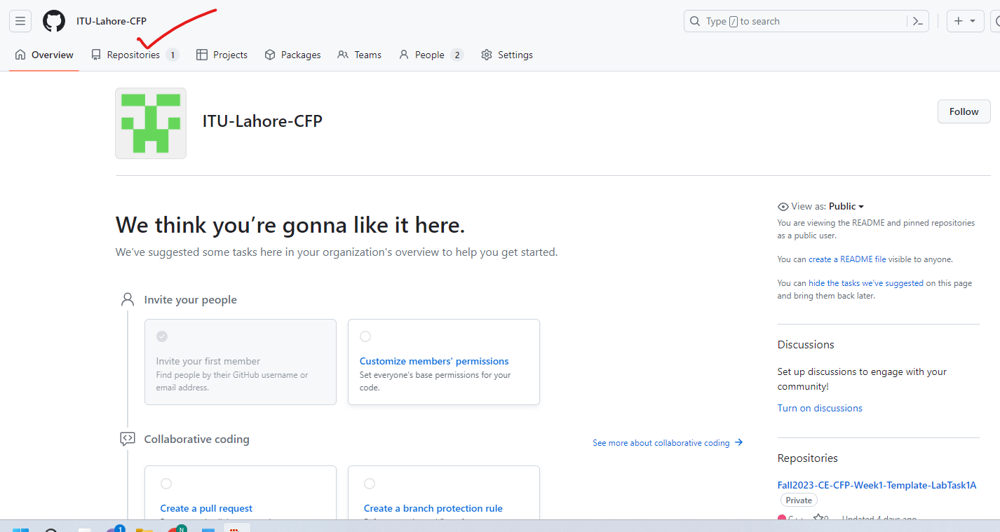 ITU-Lahore-CFP
Type / to search
Overview Repositories 1 Projects Packages Teams People 2 Settings
ITU-Lahore-CFP
Follow
We think you’re gonna like it here.
We’ve suggested some tasks here in your organization's overview to help you get started.
Invite your people
Invite your first member
Find people by their GitHub username or
email address.
Customize members' permissions
Set everyone's base permissions for your
code.
Collaborative coding
See more about collaborative coding
Create a pull request
Create a branch protection rule
View as: Public
You are viewing the README and pinned repositories
as a public user.
You can create a README file visible to anyone.
You can hide the tasks we've suggested on this page
and bring them back later.
Discussions
Set up discussions to engage with your
community!
Turn on discussions
Repositories
Fall2023-CE-CFP-Week1-Template-LabTask1A
Private
C++ 0 Updated 4 days ago
1 N